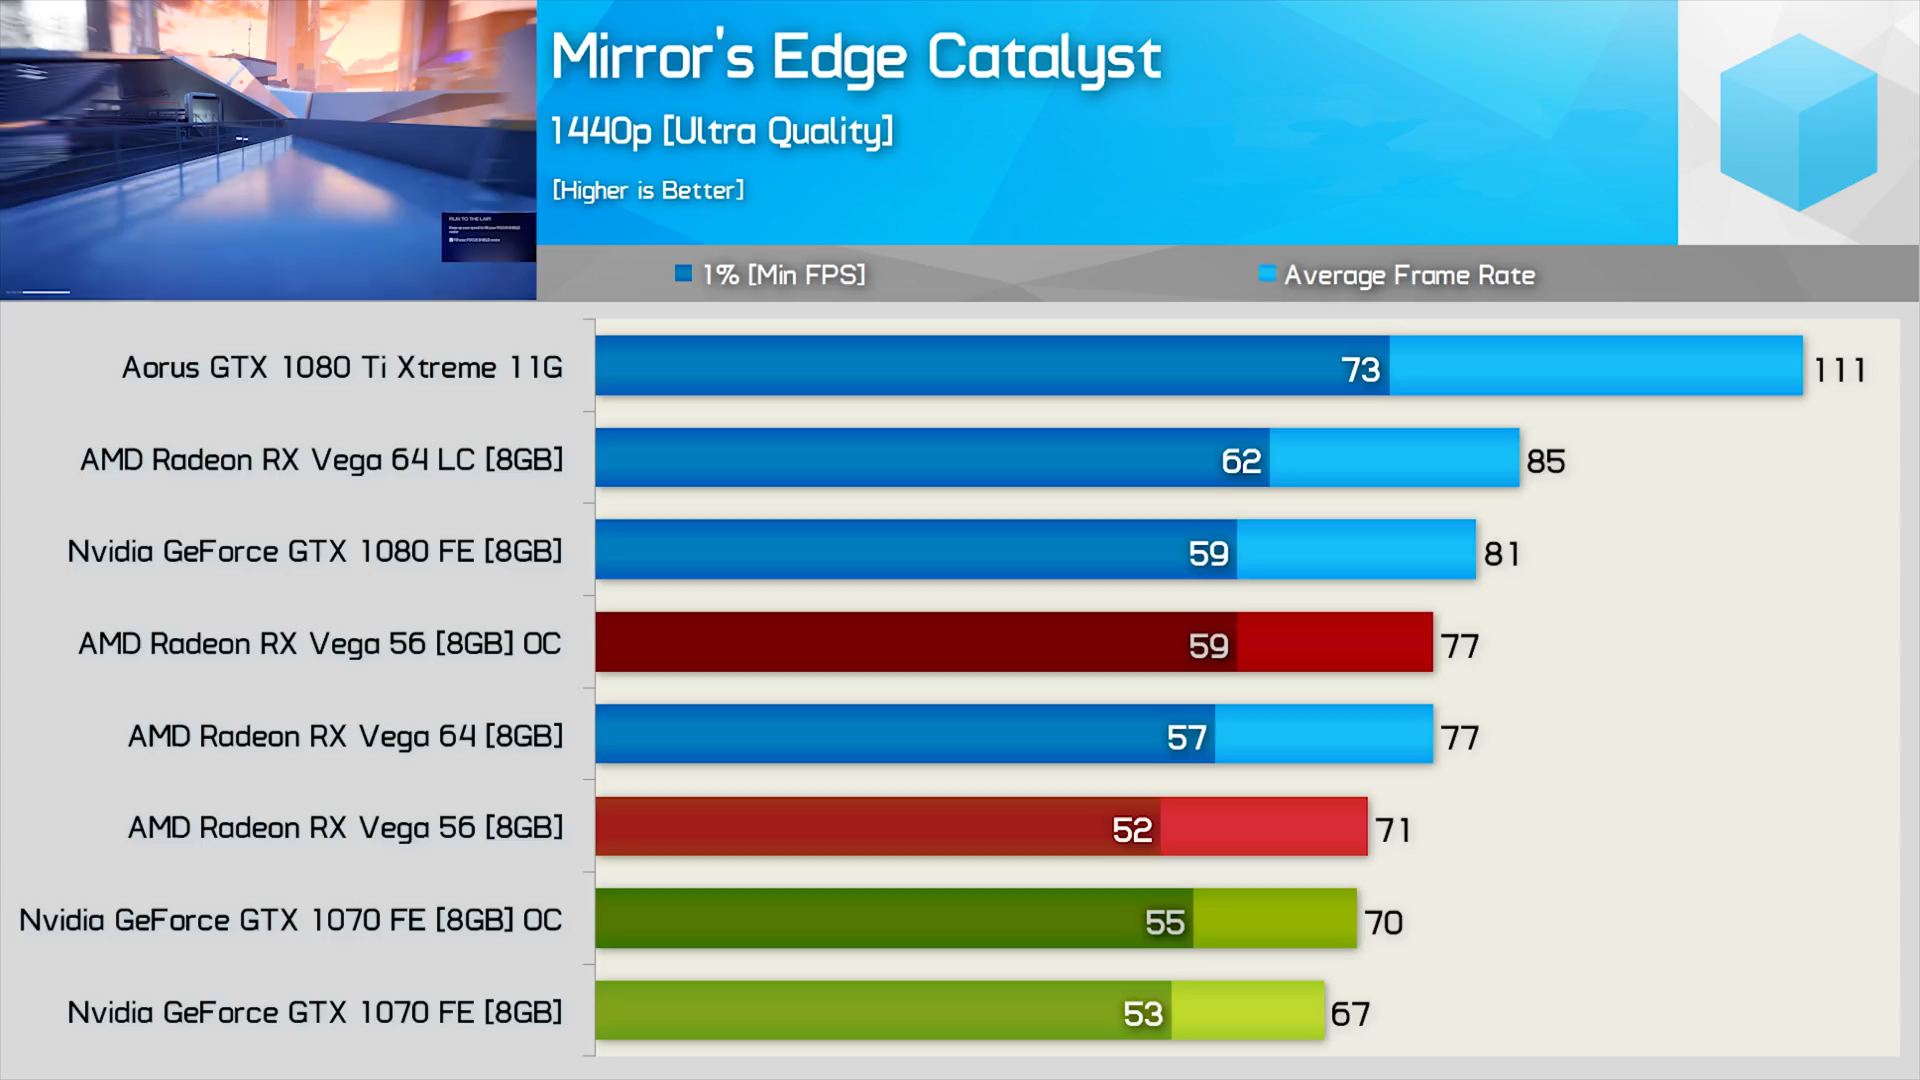 Mirror's Edge Catalyst
1440p [Ultra Quality]
[Higher is Better]
RUN TO THE LAIR
1% [Min FPS]
Average Frame Rate
Aorus GTX 1080 Ti Xtreme 11G
73
111
AMD Radeon RX Vega 64 LC [8GB]
62
85
Nvidia GeForce GTX 1080 FE [8GB]
59
81
AMD Radeon RX Vega 56 [8GB] OC
59
77
AMD Radeon RX Vega 64 [8GB]
57
77
AMD Radeon RX Vega 56 [8GB]
52
71
Nvidia GeForce GTX 1070 FE [8GB] OC
55
70
Nvidia GeForce GTX 1070 FE [8GB]
53
67